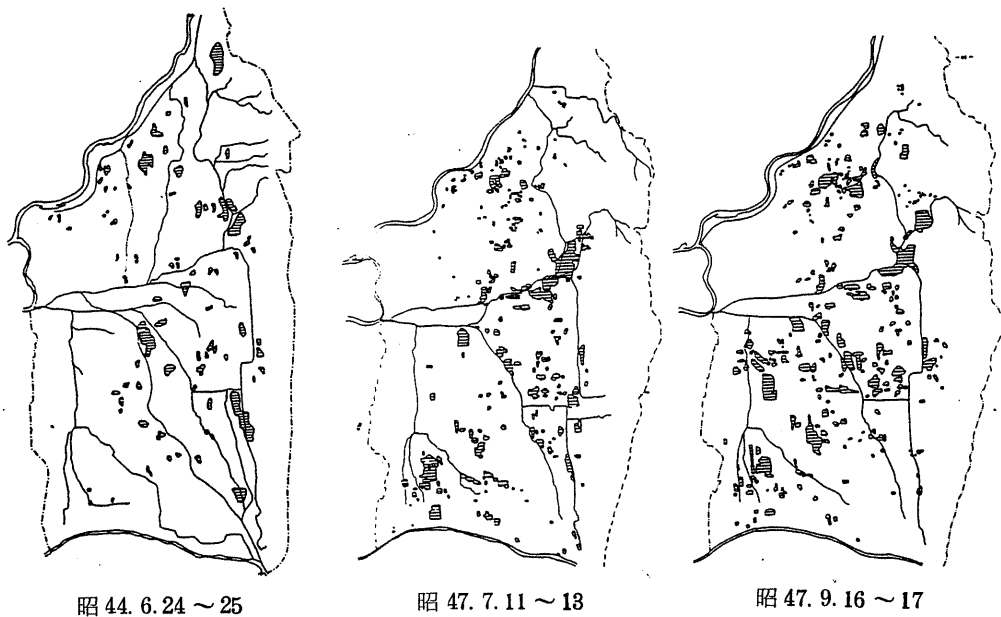 昭 44. 6. 24 ～ 25
昭 47. 7. 11 ～ 13
昭 47. 9. 16 ～ 17